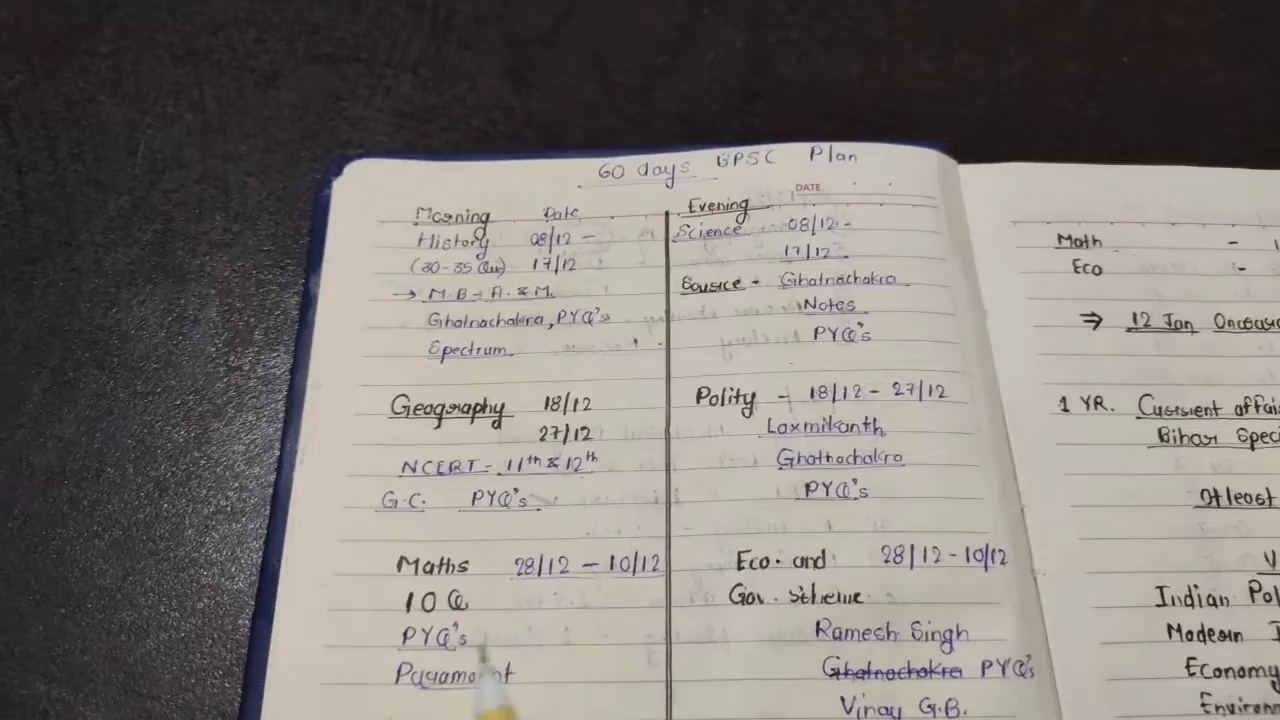 60 days BPSC Plan
DATE
Morning Date
History 08/12 -
(30-35 Qu) 17/12
→ M.B - A. & M.
Ghatnachakra, PYQ's
Spectrum
Geography 18/12
27/12
NCERT - 11th & 12th
G.C. PYQ's
Maths 28/12 - 10/12
10 Q
PYQ's
Evening
Science 08/12 -
17/12
Source - Ghatnachakra
Notes
PYQ's
Polity - 18/12 - 27/12
Laxmikanth
Ghathachakra
PYQ's
Eco. and 28/12 - 10/12
Gov. scheme
Ramesh Singh
Ghatnachakra PYQ's
Vinay G.B.
Math -
Eco -
⇒ 12 Jan
1 YR. Current affai
Bihar Speci
Atleast
Indian Pol
Modern I
Economy
Environ